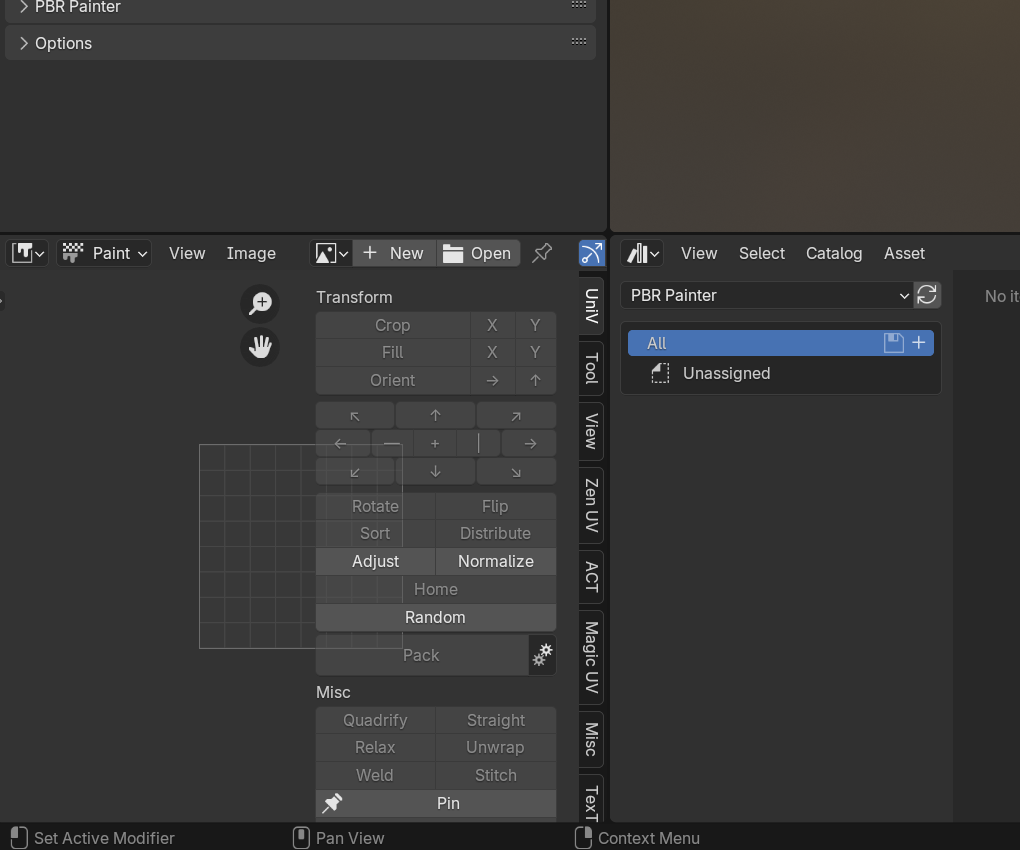 PBR Painter
Options
Paint View Image New Open
View Select Catalog Asset
Transform
Crop X Y
Fill X Y
Orient → ↑
↖ ↑ ↗
← — + | →
↙ ↓ ↘
Rotate Flip
Sort Distribute
Adjust Normalize
Home
Random
Pack
Misc
Quadrify Straight
Relax Unwrap
Weld Stitch
Pin
UniV
Tool
View
Zen UV
ACT
Magic UV
Misc
TexT
PBR Painter
All
Unassigned
No it
Set Active Modifier Pan View Context Menu